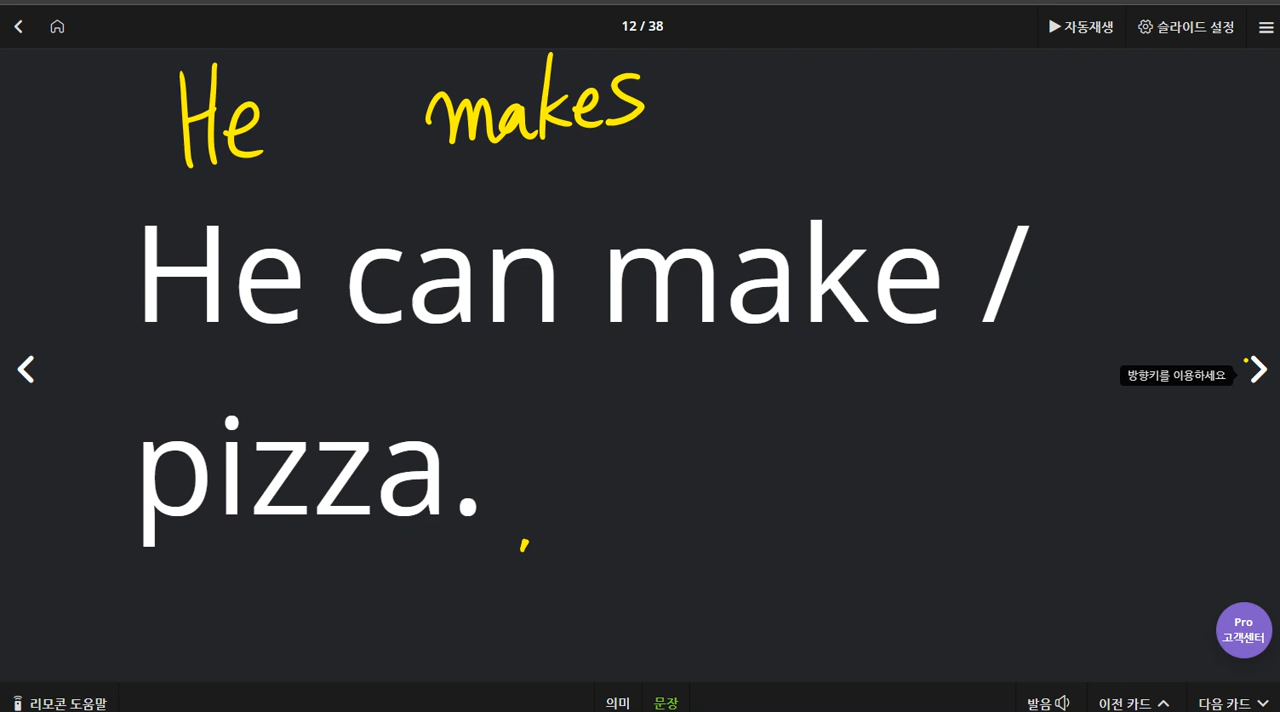 12 / 38
자동재생
슬라이드 설정
He makes
He can make /
방향키를 이용하세요
pizza.
Pro
고객센터
리모콘 도움말
의미
문장
발음
이전 카드
다음 카드